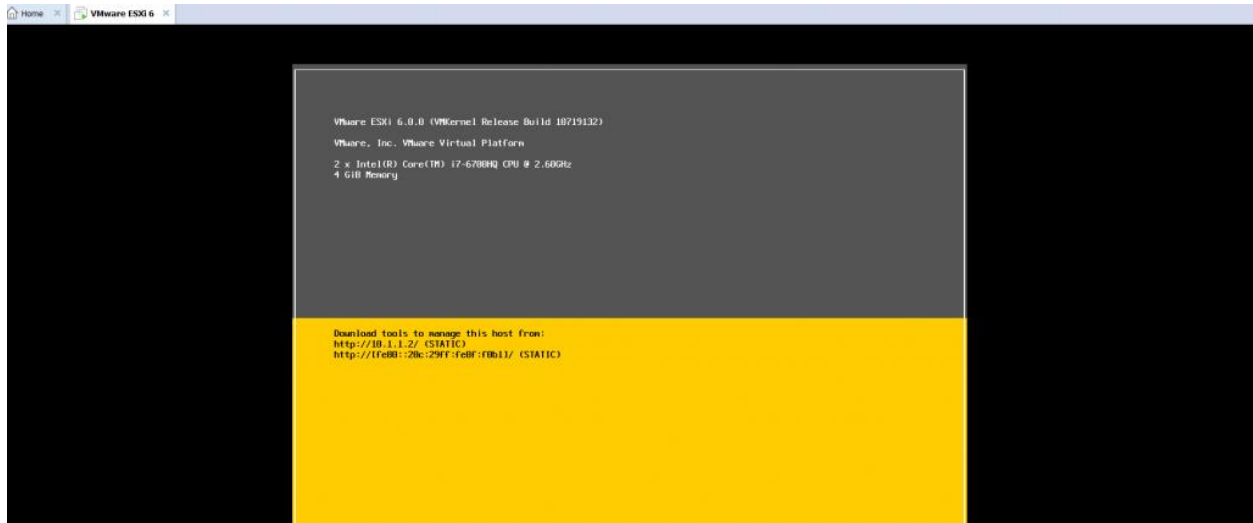 Home
VMware ESXi 6
VMware ESXi 6.0.0 (VMKernel Release Build 10719132)
VMware, Inc. VMware Virtual Platform
2 x Intel(R) Core(TM) i7-6700HQ CPU @ 2.60GHz
4 GiB Memory
Download tools to manage this host from:
http://10.1.1.2/ (STATIC)
http://[fe80::20c:29ff:fe8f:f0b1]/ (STATIC)